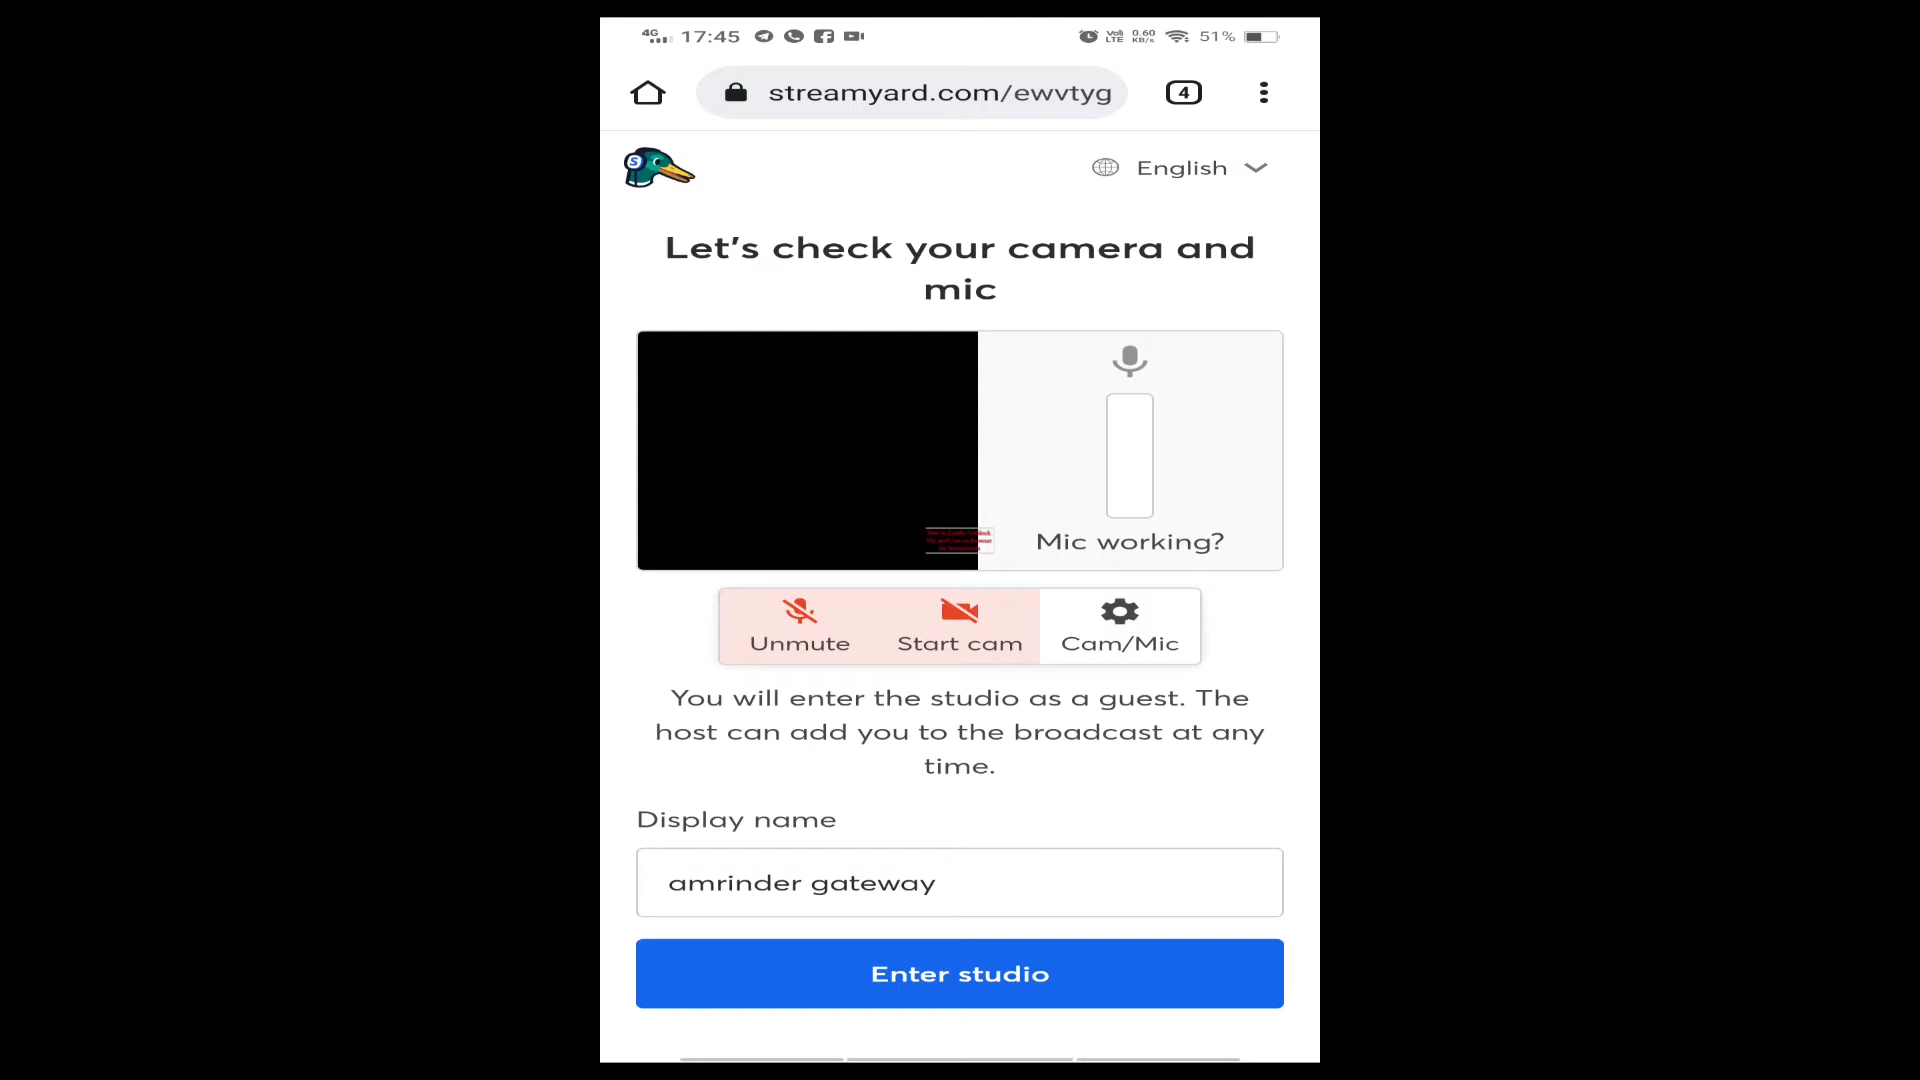 4G 17:45 Vo)) LTE 0.60 KB/s 51%
streamyard.com/ewvtyg 4
S English
Let's check your camera and
mic
Mic working?
Unmute Start cam Cam/Mic
You will enter the studio as a guest. The
host can add you to the broadcast at any
time.
Display name
amrinder gateway
Enter studio